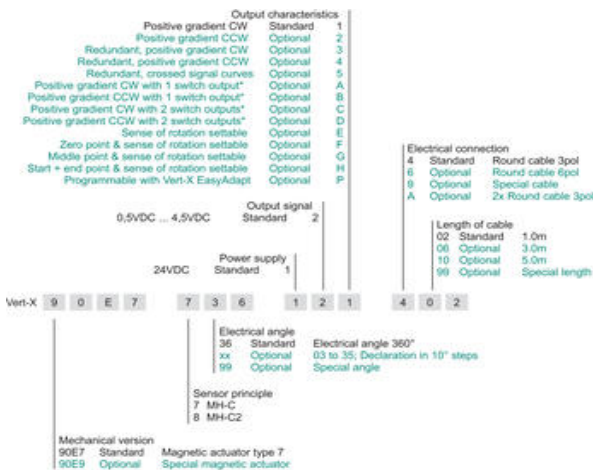 Output characteristics
Positive gradient CW Standard 1
Positive gradient CCW Optional 2
Redundant, positive gradient CW Optional 3
Redundant, positive gradient CCW Optional 4
Redundant, crossed signal curves Optional 5
Positive gradient CW with 1 switch output* Optional A
Positive gradient CCW with 1 switch output* Optional B
Positive gradient CW with 2 switch outputs* Optional C
Positive gradient CCW with 2 switch outputs* Optional D
Sense of rotation settable Optional E
Zero point & sense of rotation settable Optional F
Middle point & sense of rotation settable Optional G
Start + end point & sense of rotation settable Optional H
Programmable with Vert-X EasyAdapt Optional P
Electrical connection
4 Standard Round cable 3pol
6 Optional Round cable 6pol
9 Optional Special cable
A Optional 2x Round cable 3pol
Output signal
0,5VDC ... 4,5VDC Standard 2
Length of cable
02 Standard 1.0m
06 Optional 3.0m
10 Optional 5.0m
99 Optional Special length
Power supply
24VDC Standard 1
Vert-X 9 0 E 7 7 3 6 1 2 1 4 0 2
Electrical angle
36 Standard Electrical angle 360°
xx Optional 03 to 35; Declaration in 10° steps
99 Optional Special angle
Sensor principle
7 MH-C
8 MH-C2
Mechanical version
90E7 Standard Magnetic actuator type 7
90E9 Optional Special magnetic actuator